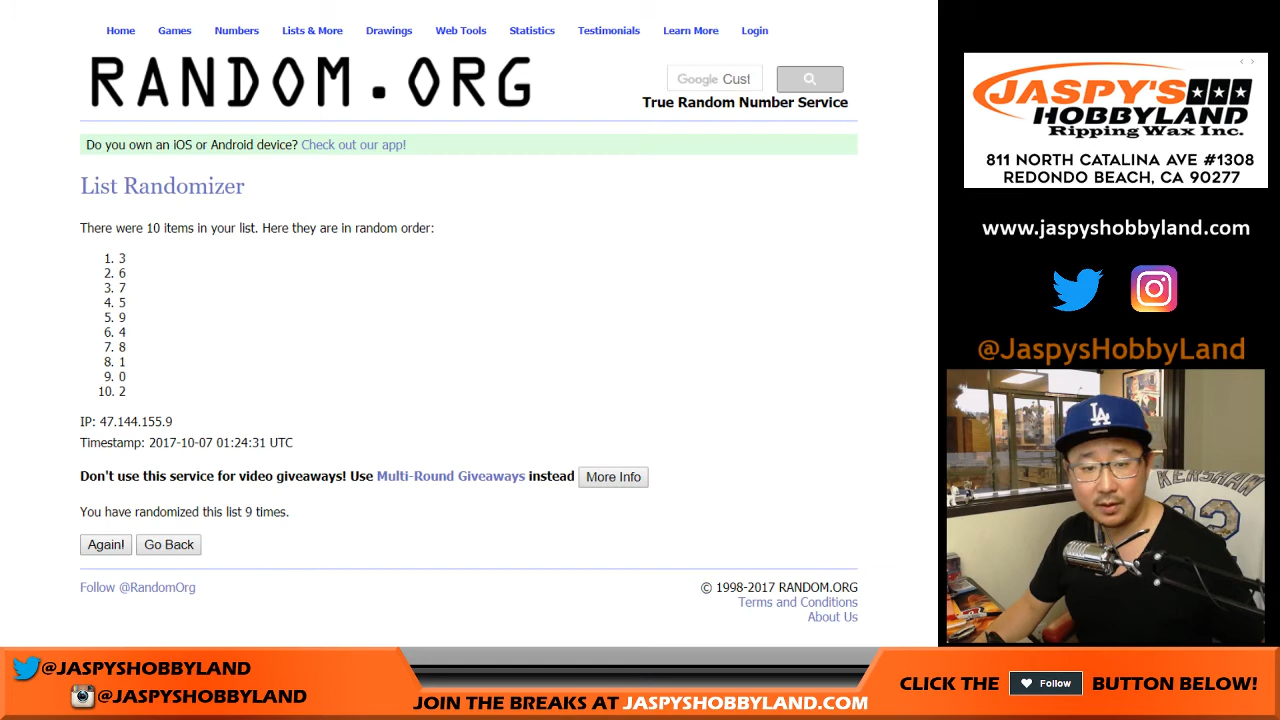 Home Games Numbers Lists & More Drawings Web Tools Statistics Testimonials Learn More Login
RANDOM.ORG
Google Cust
True Random Number Service
Do you own an iOS or Android device? Check out our app!
List Randomizer
There were 10 items in your list. Here they are in random order:
1. 3
2. 6
3. 7
4. 5
5. 9
6. 4
7. 8
8. 1
9. 0
10. 2
IP: 47.144.155.9
Timestamp: 2017-10-07 01:24:31 UTC
Don't use this service for video giveaways! Use Multi-Round Giveaways instead More Info
You have randomized this list 9 times.
Again! Go Back
Follow @RandomOrg
© 1998-2017 RANDOM.ORG
Terms and Conditions
About Us
JASPY'S
HOBBYLAND
Ripping Wax Inc.
811 NORTH CATALINA AVE #1308
REDONDO BEACH, CA 90277
www.jaspyshobbyland.com
@JaspysHobbyLand
LA
KERSHAW
22
@JASPYSHOBBYLAND
@JASPYSHOBBYLAND
JOIN THE BREAKS AT JASPYSHOBBYLAND.COM
CLICK THE Follow BUTTON BELOW!